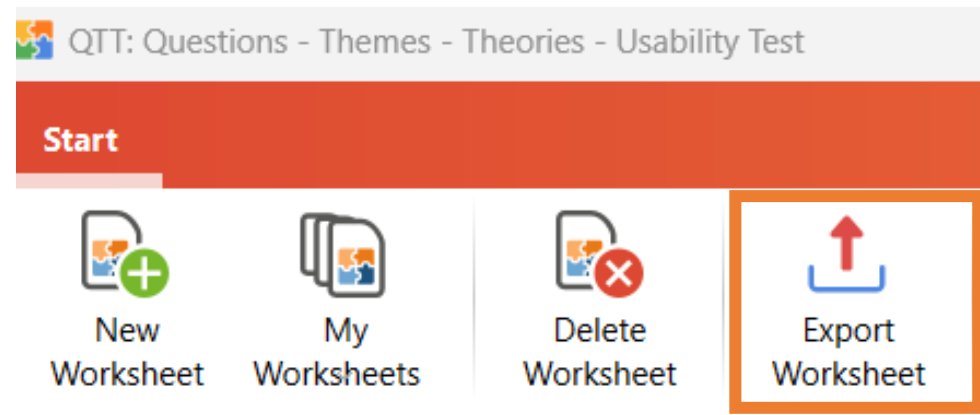 QTT: Questions - Themes - Theories - Usability Test
Start
New
Worksheet
My
Worksheets
Delete
Worksheet
Export
Worksheet